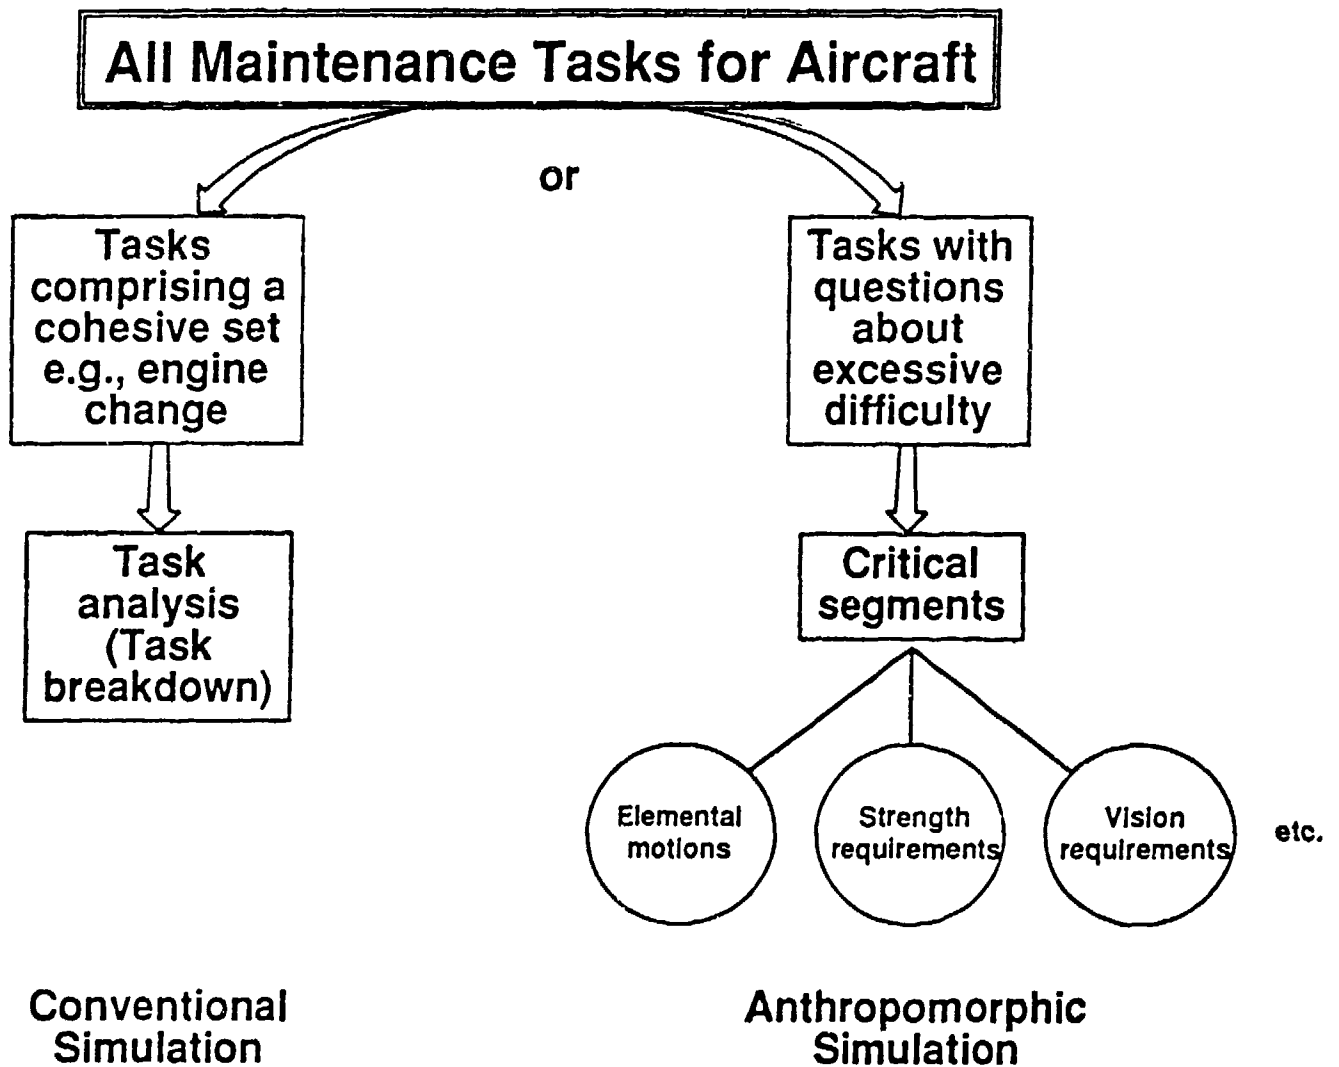 All Maintenance Tasks for Aircraft
or
Tasks
comprising a
cohesive set
e.g., engine
change
Tasks with
questions
about
excessive
difficulty
Task
analysis
(Task
breakdown)
Critical
segments
Elemental
motions
Strength
requirements
Vision
requirements
etc.
Conventional
Simulation
Anthropomorphic
Simulation